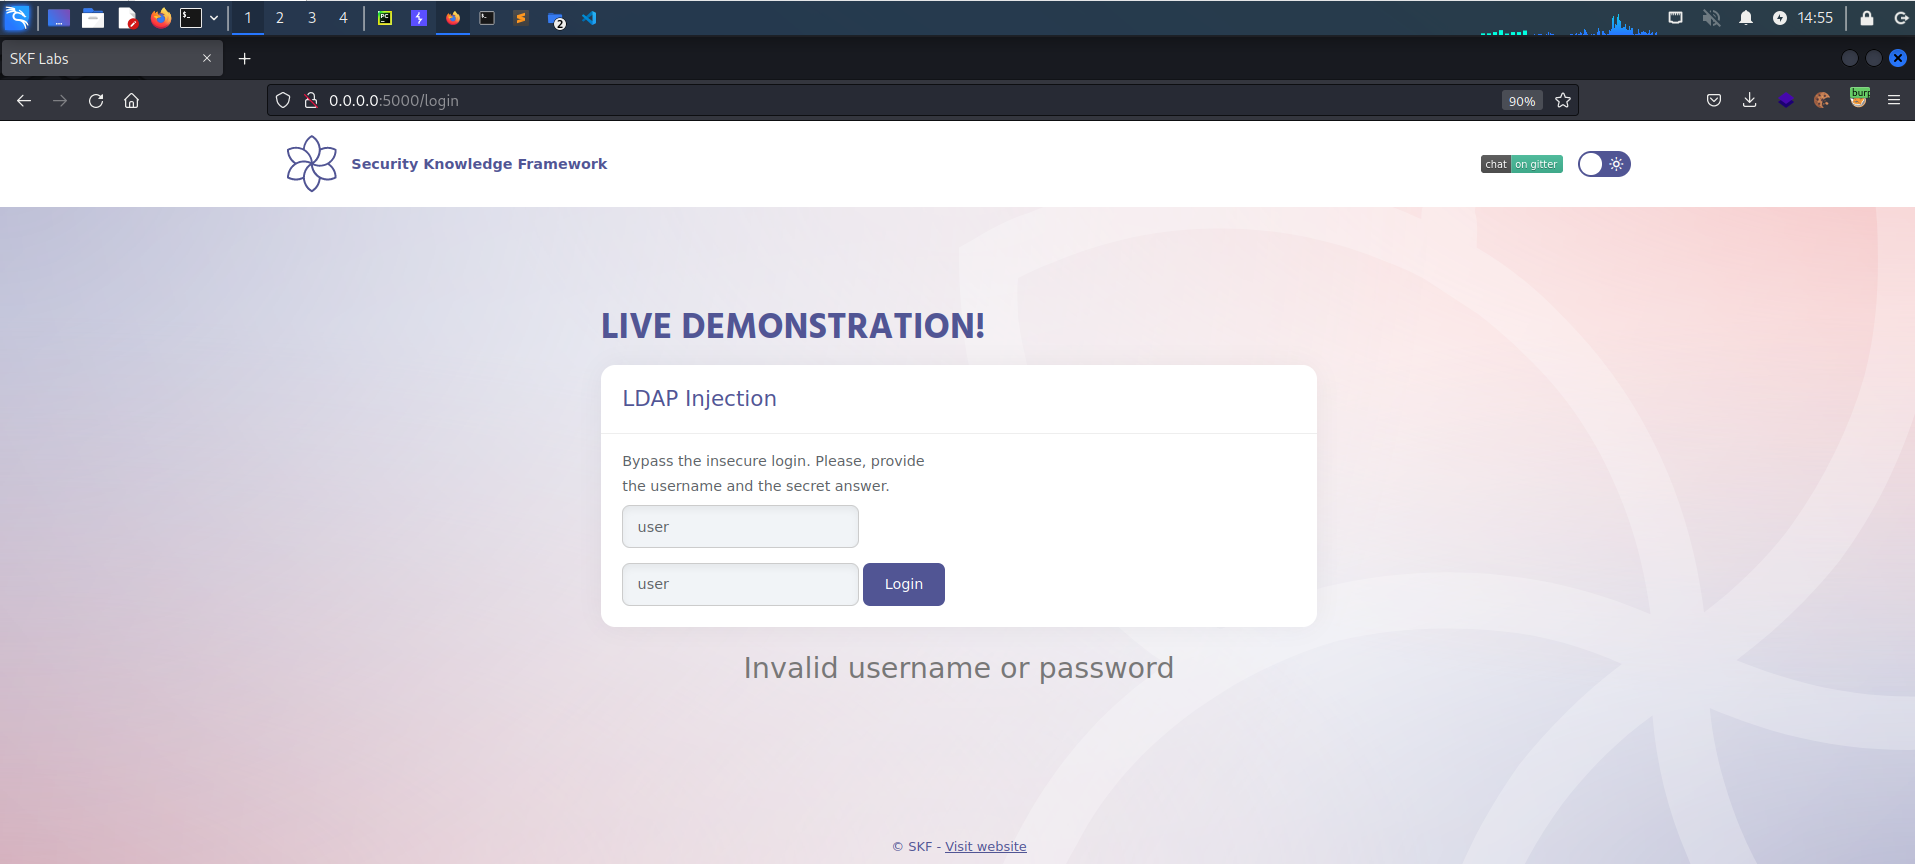 1 2 3 4 2 14:55
SKF Labs
0.0.0.0:5000/login 90%
Security Knowledge Framework chat on gitter
LIVE DEMONSTRATION!
LDAP Injection
Bypass the insecure login. Please, provide
the username and the secret answer.
user
user Login
Invalid username or password
© SKF - Visit website